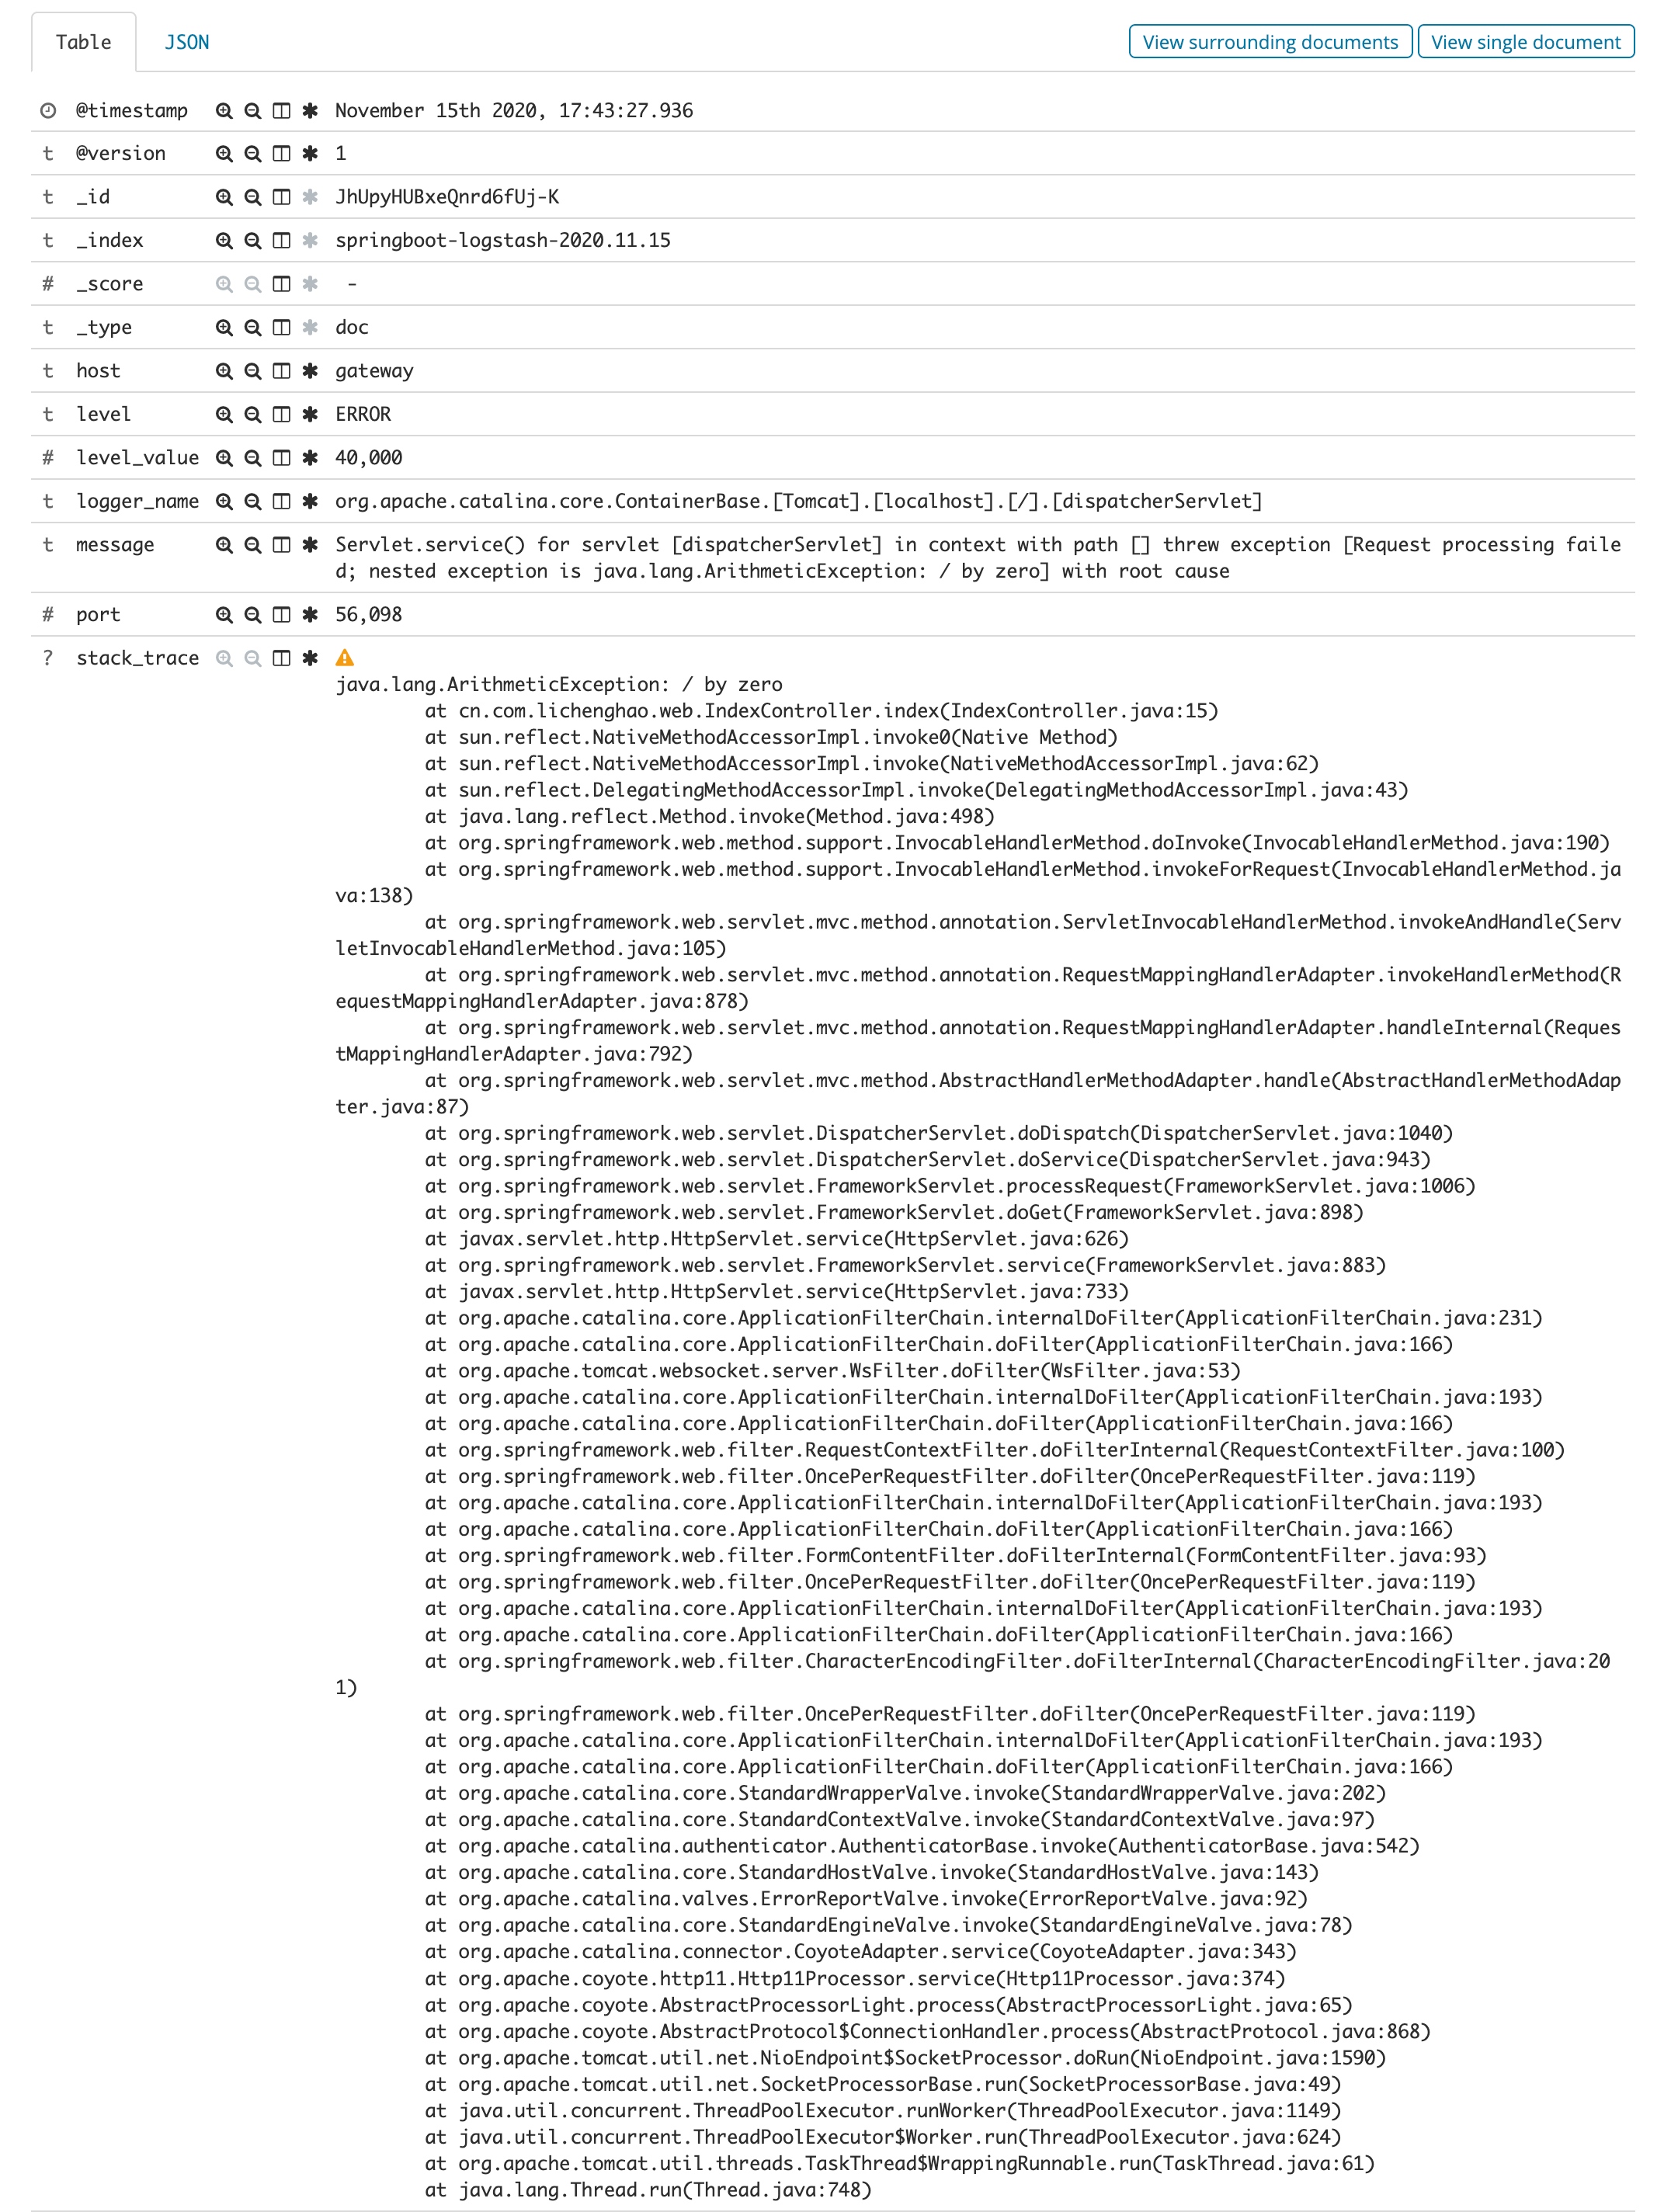 Table JSON View surrounding documents View single document
@timestamp November 15th 2020, 17:43:27.936
t @version 1
t _id JhUpyHUBxeQnrd6fUj-K
t _index springboot-logstash-2020.11.15
# _score -
t _type doc
t host gateway
t level ERROR
# level_value 40,000
t logger_name org.apache.catalina.core.ContainerBase.[Tomcat].[localhost].[/].[dispatcherServlet]
t message Servlet.service() for servlet [dispatcherServlet] in context with path [] threw exception [Request processing faile
d; nested exception is java.lang.ArithmeticException: / by zero] with root cause
# port 56,098
? stack_trace
java.lang.ArithmeticException: / by zero
at cn.com.lichenghao.web.IndexController.index(IndexController.java:15)
at sun.reflect.NativeMethodAccessorImpl.invoke0(Native Method)
at sun.reflect.NativeMethodAccessorImpl.invoke(NativeMethodAccessorImpl.java:62)
at sun.reflect.DelegatingMethodAccessorImpl.invoke(DelegatingMethodAccessorImpl.java:43)
at java.lang.reflect.Method.invoke(Method.java:498)
at org.springframework.web.method.support.InvocableHandlerMethod.doInvoke(InvocableHandlerMethod.java:190)
at org.springframework.web.method.support.InvocableHandlerMethod.invokeForRequest(InvocableHandlerMethod.ja
va:138)
at org.springframework.web.servlet.mvc.method.annotation.ServletInvocableHandlerMethod.invokeAndHandle(Serv
letInvocableHandlerMethod.java:105)
at org.springframework.web.servlet.mvc.method.annotation.RequestMappingHandlerAdapter.invokeHandlerMethod(R
equestMappingHandlerAdapter.java:878)
at org.springframework.web.servlet.mvc.method.annotation.RequestMappingHandlerAdapter.handleInternal(Reques
tMappingHandlerAdapter.java:792)
at org.springframework.web.servlet.mvc.method.AbstractHandlerMethodAdapter.handle(AbstractHandlerMethodAdap
ter.java:87)
at org.springframework.web.servlet.DispatcherServlet.doDispatch(DispatcherServlet.java:1040)
at org.springframework.web.servlet.DispatcherServlet.doService(DispatcherServlet.java:943)
at org.springframework.web.servlet.FrameworkServlet.processRequest(FrameworkServlet.java:1006)
at org.springframework.web.servlet.FrameworkServlet.doGet(FrameworkServlet.java:898)
at javax.servlet.http.HttpServlet.service(HttpServlet.java:626)
at org.springframework.web.servlet.FrameworkServlet.service(FrameworkServlet.java:883)
at javax.servlet.http.HttpServlet.service(HttpServlet.java:733)
at org.apache.catalina.core.ApplicationFilterChain.internalDoFilter(ApplicationFilterChain.java:231)
at org.apache.catalina.core.ApplicationFilterChain.doFilter(ApplicationFilterChain.java:166)
at org.apache.tomcat.websocket.server.WsFilter.doFilter(WsFilter.java:53)
at org.apache.catalina.core.ApplicationFilterChain.internalDoFilter(ApplicationFilterChain.java:193)
at org.apache.catalina.core.ApplicationFilterChain.doFilter(ApplicationFilterChain.java:166)
at org.springframework.web.filter.RequestContextFilter.doFilterInternal(RequestContextFilter.java:100)
at org.springframework.web.filter.OncePerRequestFilter.doFilter(OncePerRequestFilter.java:119)
at org.apache.catalina.core.ApplicationFilterChain.internalDoFilter(ApplicationFilterChain.java:193)
at org.apache.catalina.core.ApplicationFilterChain.doFilter(ApplicationFilterChain.java:166)
at org.springframework.web.filter.FormContentFilter.doFilterInternal(FormContentFilter.java:93)
at org.springframework.web.filter.OncePerRequestFilter.doFilter(OncePerRequestFilter.java:119)
at org.apache.catalina.core.ApplicationFilterChain.internalDoFilter(ApplicationFilterChain.java:193)
at org.apache.catalina.core.ApplicationFilterChain.doFilter(ApplicationFilterChain.java:166)
at org.springframework.web.filter.CharacterEncodingFilter.doFilterInternal(CharacterEncodingFilter.java:20
1)
at org.springframework.web.filter.OncePerRequestFilter.doFilter(OncePerRequestFilter.java:119)
at org.apache.catalina.core.ApplicationFilterChain.internalDoFilter(ApplicationFilterChain.java:193)
at org.apache.catalina.core.ApplicationFilterChain.doFilter(ApplicationFilterChain.java:166)
at org.apache.catalina.core.StandardWrapperValve.invoke(StandardWrapperValve.java:202)
at org.apache.catalina.core.StandardContextValve.invoke(StandardContextValve.java:97)
at org.apache.catalina.authenticator.AuthenticatorBase.invoke(AuthenticatorBase.java:542)
at org.apache.catalina.core.StandardHostValve.invoke(StandardHostValve.java:143)
at org.apache.catalina.valves.ErrorReportValve.invoke(ErrorReportValve.java:92)
at org.apache.catalina.core.StandardEngineValve.invoke(StandardEngineValve.java:78)
at org.apache.catalina.connector.CoyoteAdapter.service(CoyoteAdapter.java:343)
at org.apache.coyote.http11.Http11Processor.service(Http11Processor.java:374)
at org.apache.coyote.AbstractProcessorLight.process(AbstractProcessorLight.java:65)
at org.apache.coyote.AbstractProtocol$ConnectionHandler.process(AbstractProtocol.java:868)
at org.apache.tomcat.util.net.NioEndpoint$SocketProcessor.doRun(NioEndpoint.java:1590)
at org.apache.tomcat.util.net.SocketProcessorBase.run(SocketProcessorBase.java:49)
at java.util.concurrent.ThreadPoolExecutor.runWorker(ThreadPoolExecutor.java:1149)
at java.util.concurrent.ThreadPoolExecutor$Worker.run(ThreadPoolExecutor.java:624)
at org.apache.tomcat.util.threads.TaskThread$WrappingRunnable.run(TaskThread.java:61)
at java.lang.Thread.run(Thread.java:748)